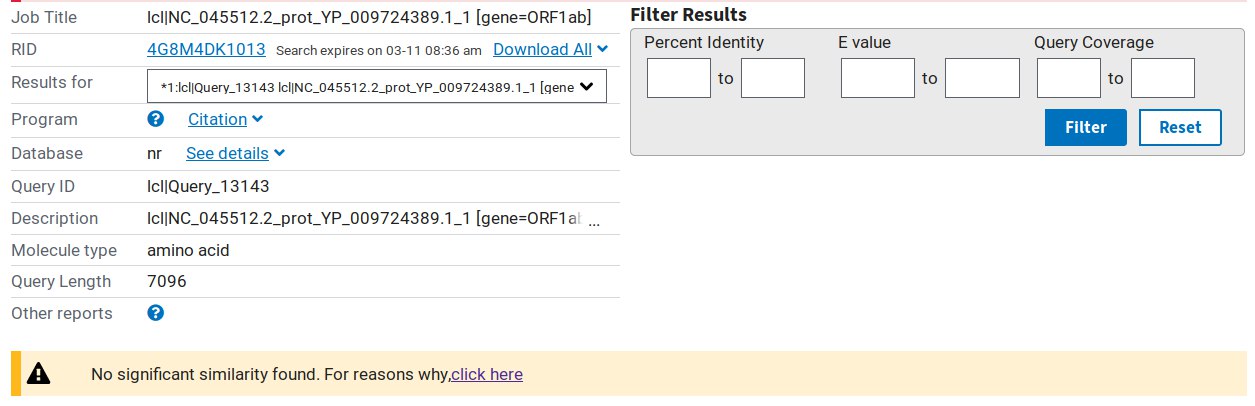 Job Title lcl|NC_045512.2_prot_YP_009724389.1_1 [gene=ORF1ab]
RID 4G8M4DK1013 Search expires on 03-11 08:36 am Download All
Results for *1:lcl|Query_13143 lcl|NC_045512.2_prot_YP_009724389.1_1 [gene
Program ? Citation
Database nr See details
Query ID lcl|Query_13143
Description lcl|NC_045512.2_prot_YP_009724389.1_1 [gene=ORF1ab ...
Molecule type amino acid
Query Length 7096
Other reports ?
Filter Results
Percent Identity E value Query Coverage
to to to
Filter Reset
No significant similarity found. For reasons why,click here